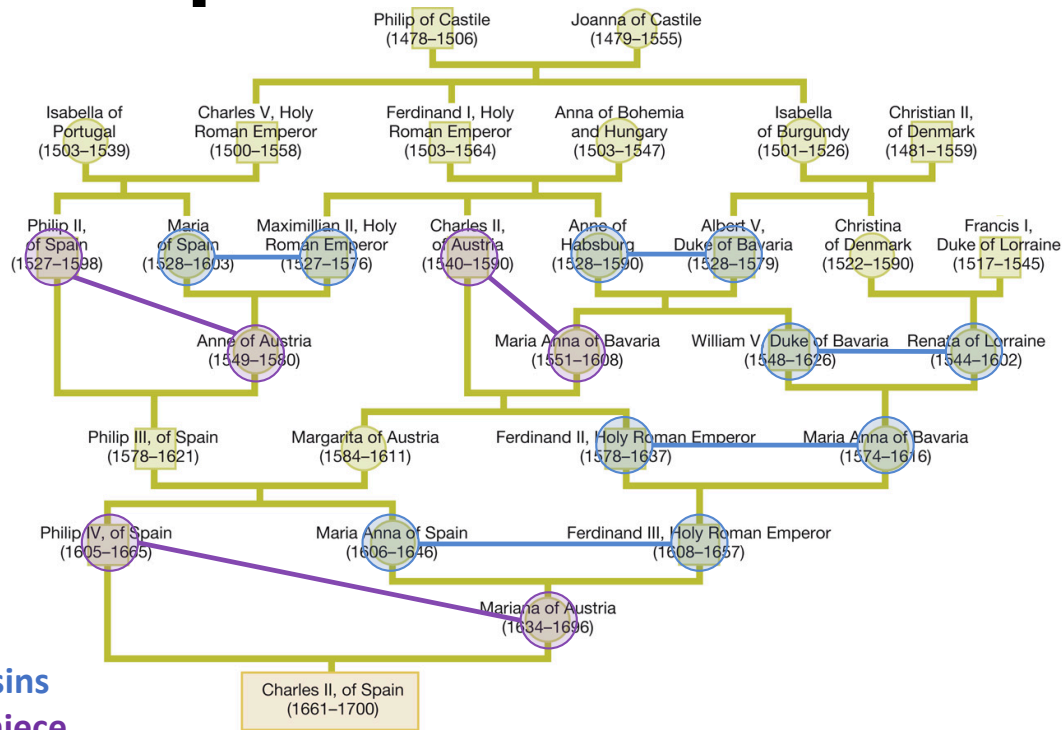 Philip of Castile
(1478–1506)
Joanna of Castile
(1479–1555)
Isabella of
Portugal
(1503–1539)
Charles V, Holy
Roman Emperor
(1500–1558)
Ferdinand I, Holy
Roman Emperor
(1503–1564)
Anna of Bohemia
and Hungary
(1503–1547)
Isabella
of Burgundy
(1501–1526)
Christian II,
of Denmark
(1481–1559)
Philip II,
of Spain
(1527–1598)
Maria
of Spain
(1528–1603)
Maximillian II, Holy
Roman Emperor
(1527–1576)
Charles II,
of Austria
(1540–1590)
Anne of
Habsburg
(1528–1590)
Albert V,
Duke of Bavaria
(1528–1579)
Christina
of Denmark
(1522–1590)
Francis I,
Duke of Lorraine
(1517–1545)
Anne of Austria
(1549–1580)
Maria Anna of Bavaria
(1551–1608)
William V, Duke of Bavaria
(1548–1626)
Renata of Lorraine
(1544–1602)
Philip III, of Spain
(1578–1621)
Margarita of Austria
(1584–1611)
Ferdinand II, Holy Roman Emperor
(1578–1637)
Maria Anna of Bavaria
(1574–1616)
Philip IV, of Spain
(1605–1665)
Maria Anna of Spain
(1606–1646)
Ferdinand III, Holy Roman Emperor
(1608–1657)
Mariana of Austria
(1634–1696)
Charles II, of Spain
(1661–1700)
sins
niece